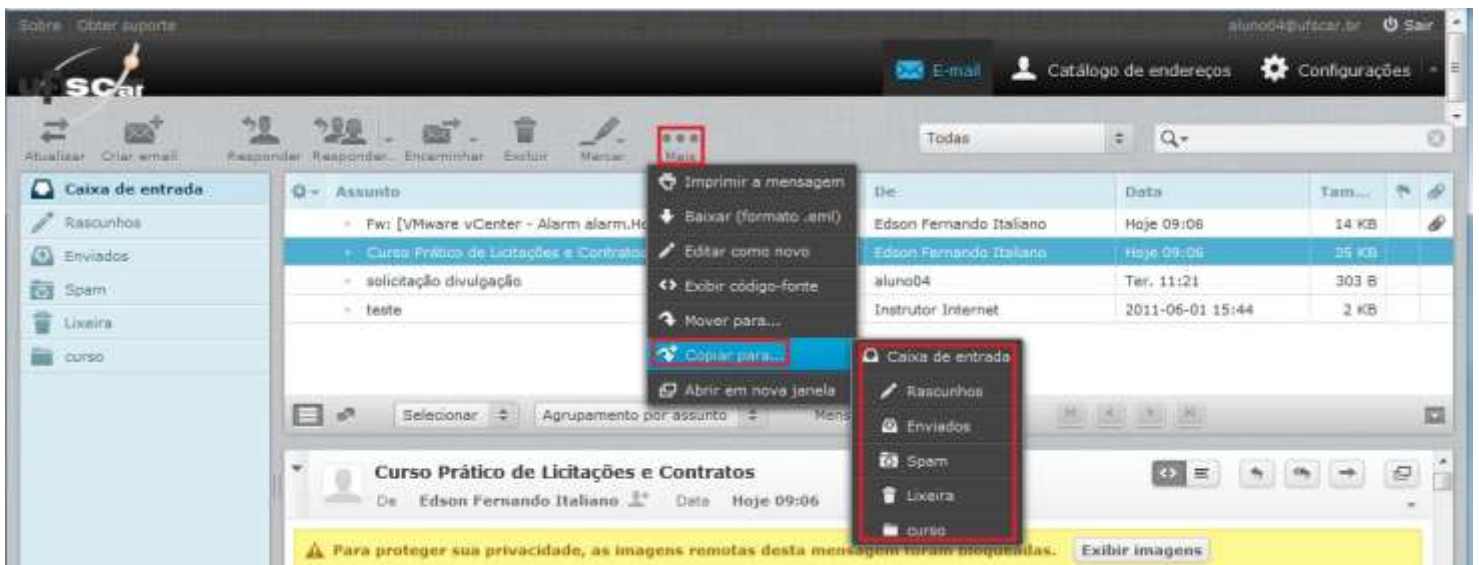 Sobre Obter suporte
aluno04@ufscar.br Sair
ufSCar
E-mail Catálogo de endereços Configurações
Atualizar Criar email Responder Responder... Encaminhar Excluir Marcar Mais
Todas
Caixa de entrada
Rascunhos
Enviados
Spam
Lixeira
curso
Assunto De Data Tam...
Fw: [VMware vCenter - Alarm alarm.Ho Edson Fernando Italiano Hoje 09:06 14 KB
Curso Prático de Licitações e Contratos Edson Fernando Italiano Hoje 09:06 35 KB
solicitação divulgação aluno04 Ter. 11:21 303 B
teste Instrutor Internet 2011-06-01 15:44 2 KB
Imprimir a mensagem
Baixar (formato .eml)
Editar como novo
Exibir código-fonte
Mover para...
Copiar para...
Abrir em nova janela
Caixa de entrada
Rascunhos
Enviados
Spam
Lixeira
curso
Selecionar Agrupamento por assunto Mens
Curso Prático de Licitações e Contratos
De Edson Fernando Italiano Data Hoje 09:06
Para proteger sua privacidade, as imagens remotas desta mensagem foram bloqueadas. Exibir imagens